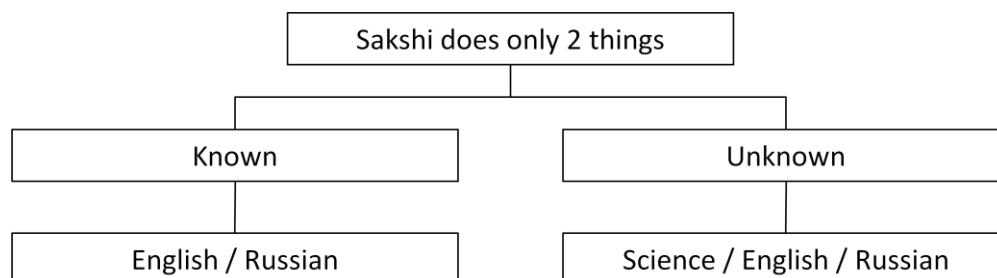 Sakshi does only 2 things
Known
Unknown
English / Russian
Science / English / Russian